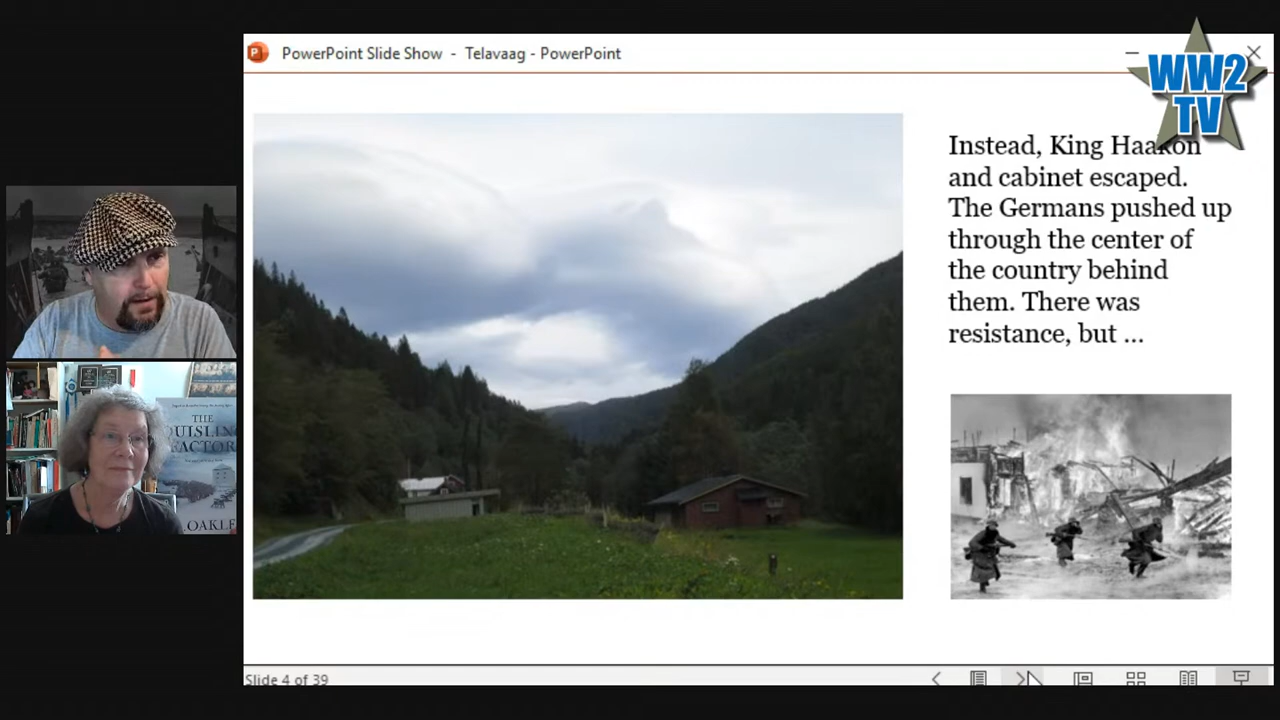 PowerPoint Slide Show - Telavaag - PowerPoint
WW2
TV
Instead, King Haakon
and cabinet escaped.
The Germans pushed up
through the center of
the country behind
them. There was
resistance, but ...
THE
QUISLING
FACTOR
OAKLE
Slide 4 of 39